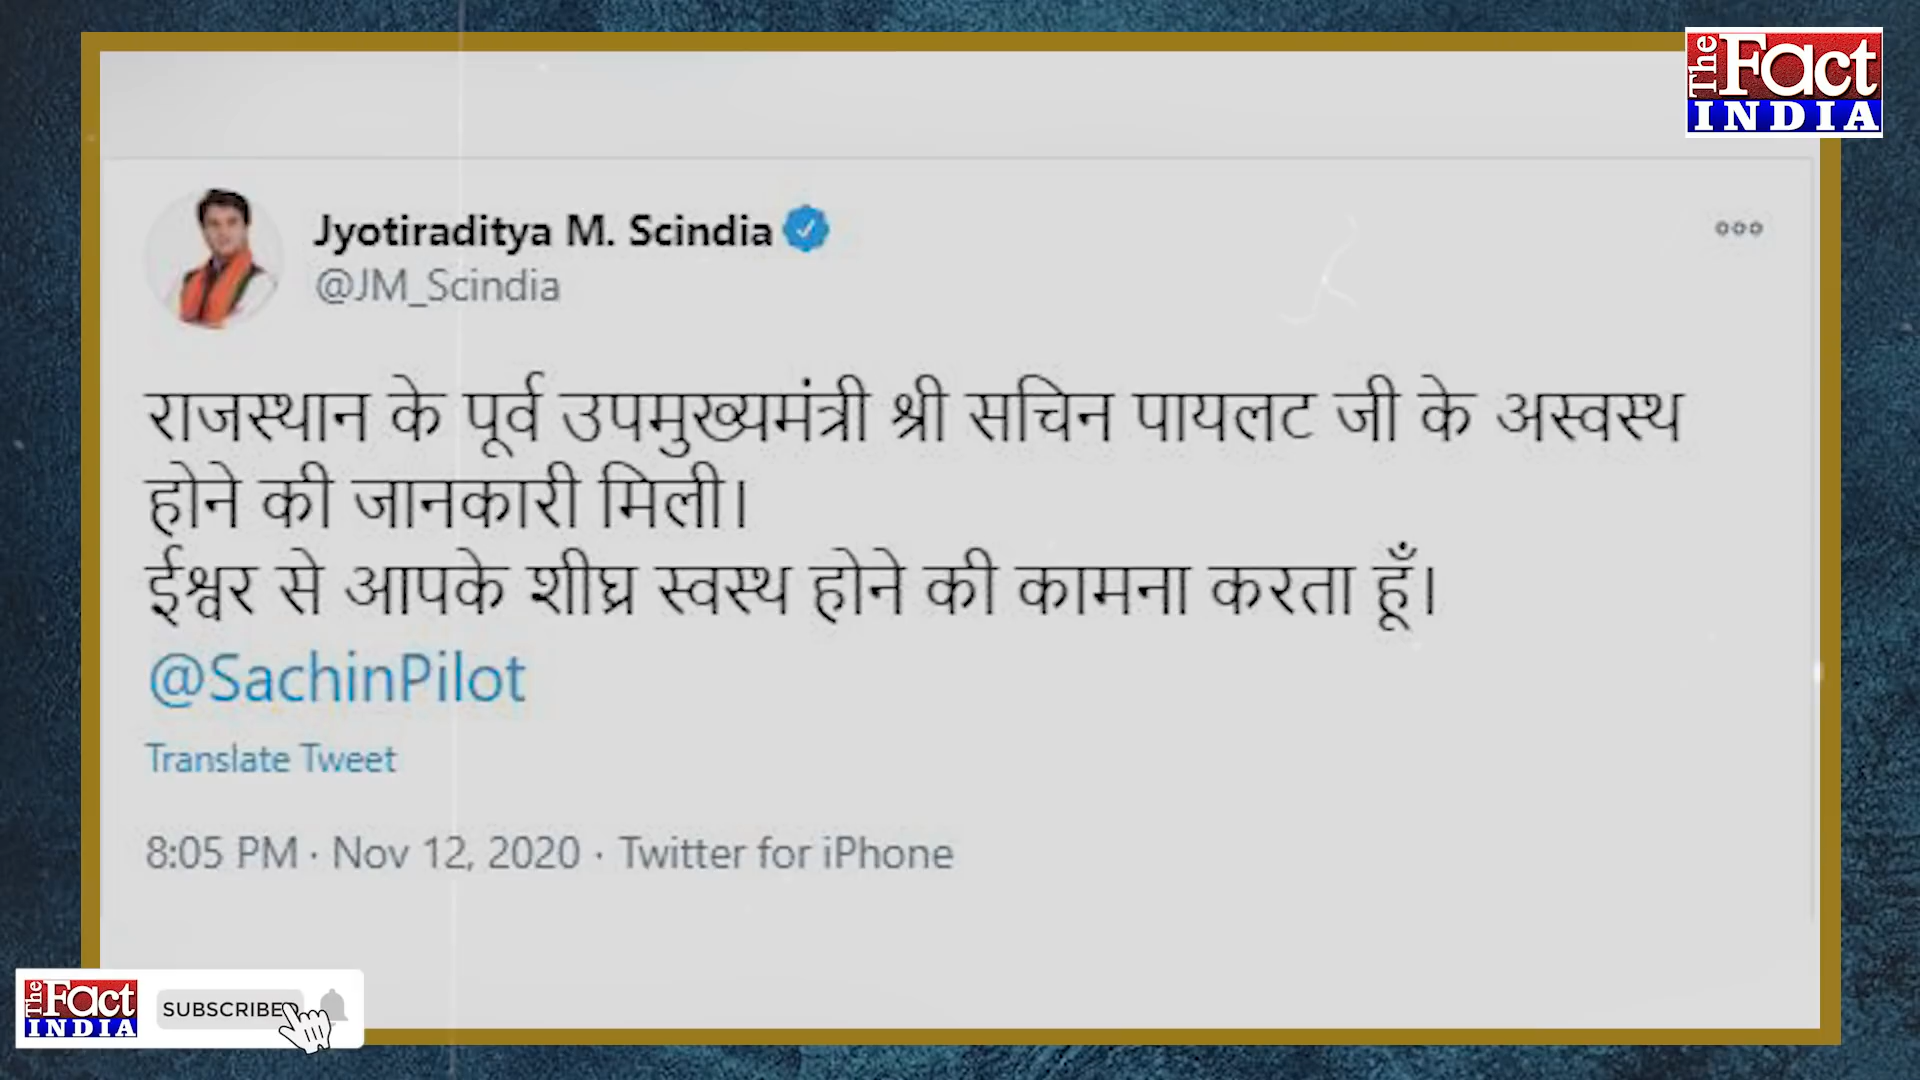 The Fact
INDIA
Jyotiraditya M. Scindia
@JM_Scindia
राजस्थान के पूर्व उपमुख्यमंत्री श्री सचिन पायलट जी के अस्वस्थ
होने की जानकारी मिली।
ईश्वर से आपके शीघ्र स्वस्थ होने की कामना करता हूँ।
@SachinPilot
Translate Tweet
8:05 PM · Nov 12, 2020 · Twitter for iPhone
The Fact
INDIA
SUBSCRIBED